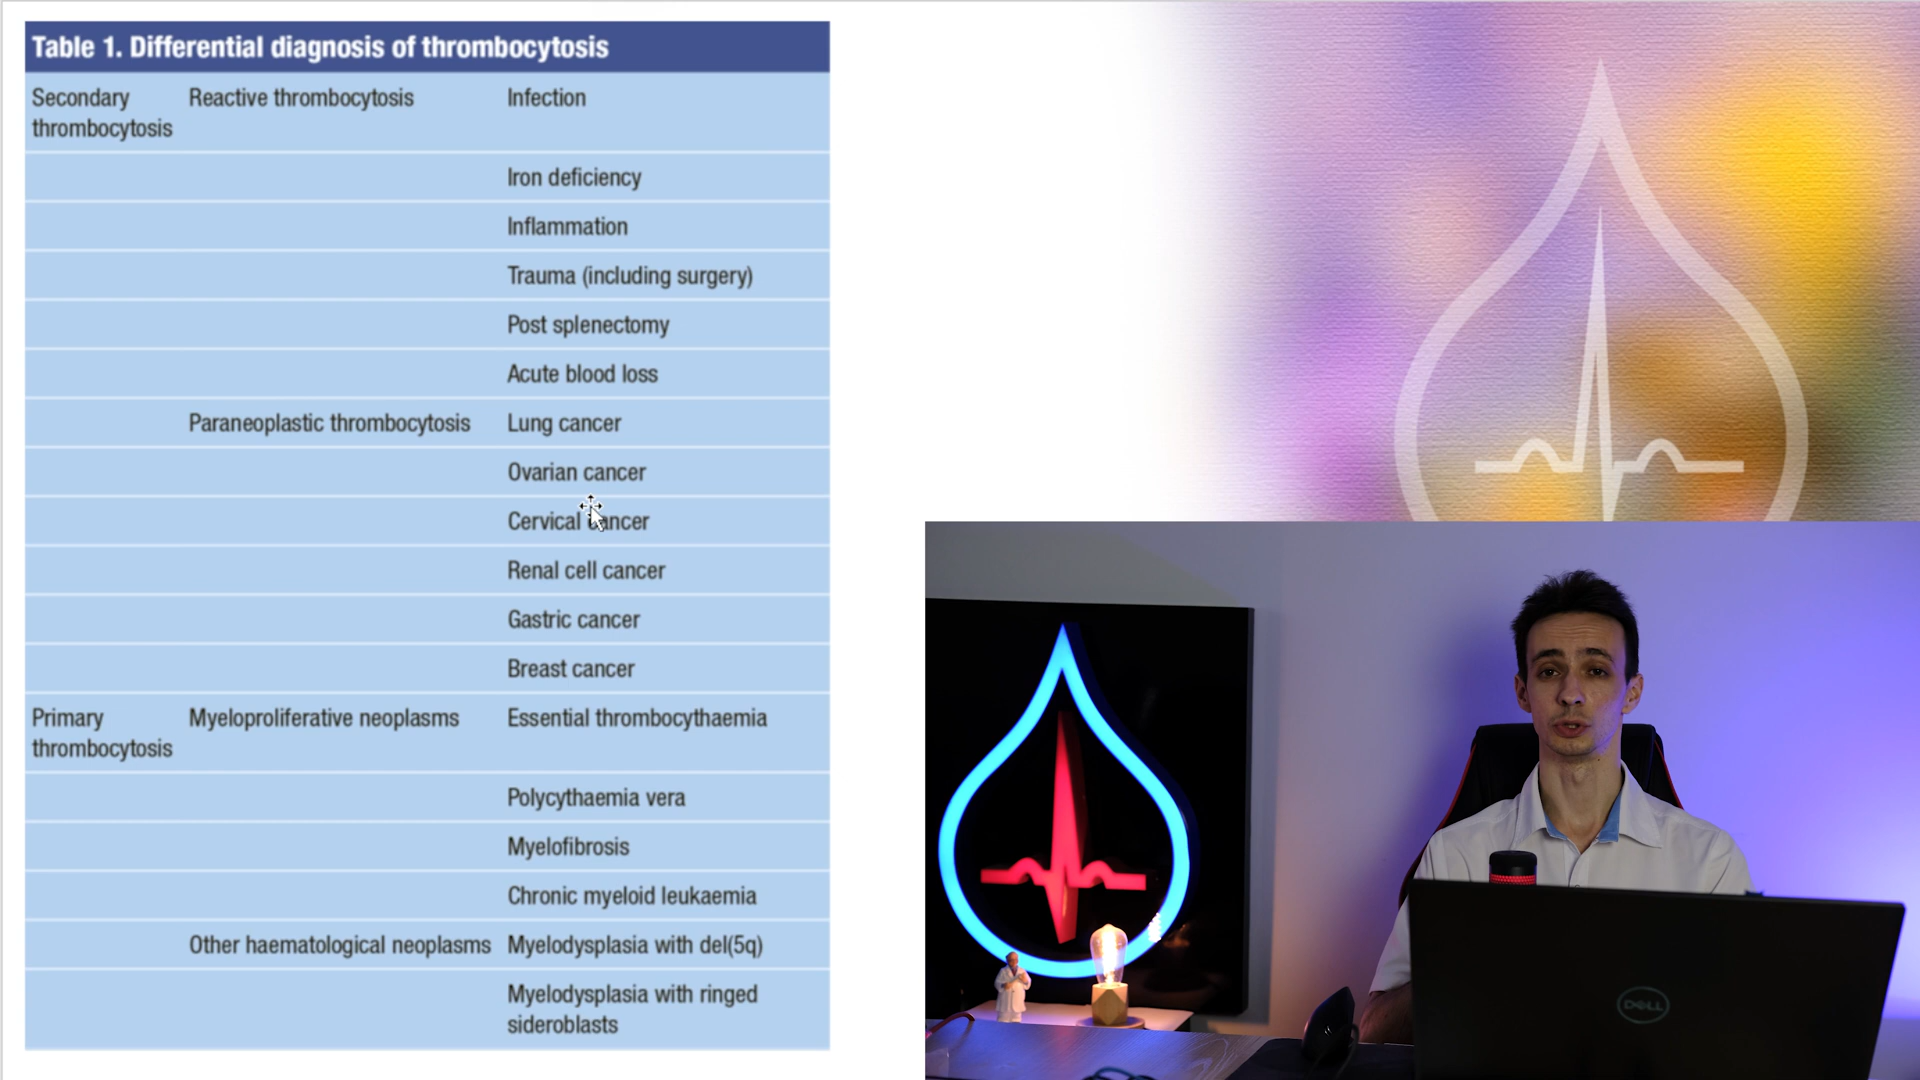 Table 1. Differential diagnosis of thrombocytosis
Secondary thrombocytosis Reactive thrombocytosis Infection
Iron deficiency
Inflammation
Trauma (including surgery)
Post splenectomy
Acute blood loss
Paraneoplastic thrombocytosis Lung cancer
Ovarian cancer
Cervical cancer
Renal cell cancer
Gastric cancer
Breast cancer
Primary thrombocytosis Myeloproliferative neoplasms Essential thrombocythaemia
Polycythaemia vera
Myelofibrosis
Chronic myeloid leukaemia
Other haematological neoplasms Myelodysplasia with del(5q)
Myelodysplasia with ringed
sideroblasts
DELL